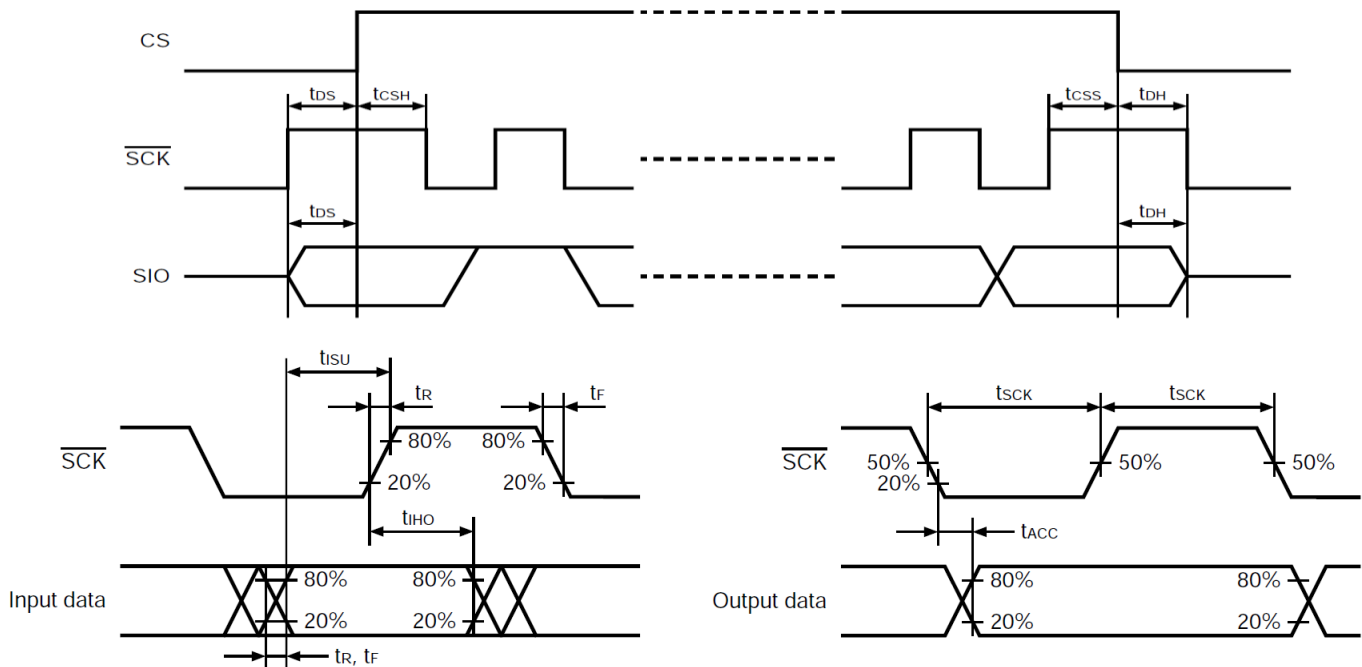 CS
tDS tCSH tCSS tDH
SCK
tDS tDH
SIO
tISU
tR tF
SCK
80% 80%
20% 20%
tIHO
Input data
80% 80%
20% 20%
tR, tF
tSCK tSCK
SCK
50% 50% 50%
20%
tACC
Output data
80% 80%
20% 20%